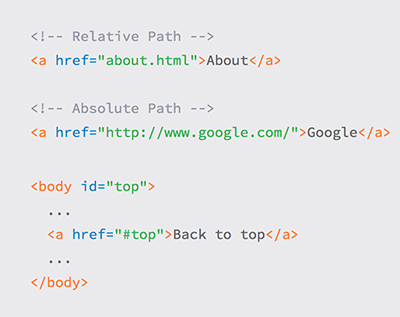 <!-- Relative Path -->
<a href="about.html">About</a>
<!-- Absolute Path -->
<a href="http://www.google.com/">Google</a>
<body id="top">
...
<a href="#top">Back to top</a>
...
</body>